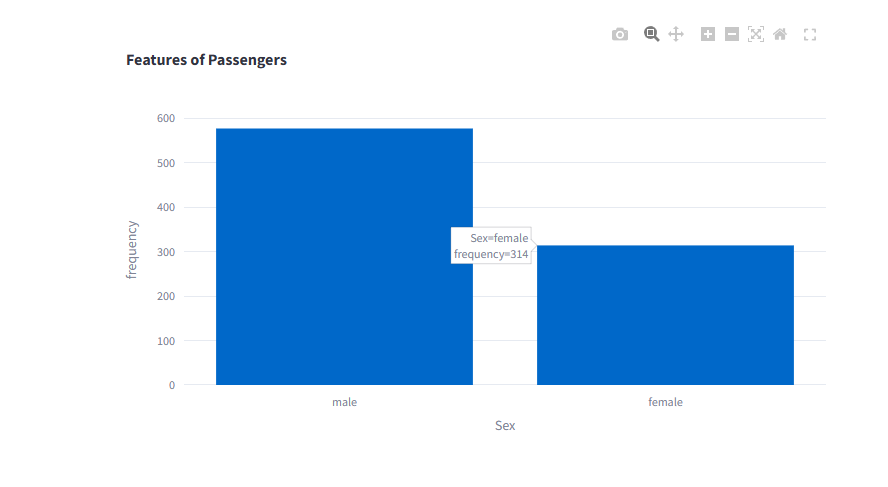 Features of Passengers
600
500
400
300
200
100
0
frequency
Sex=female
frequency=314
male
female
Sex